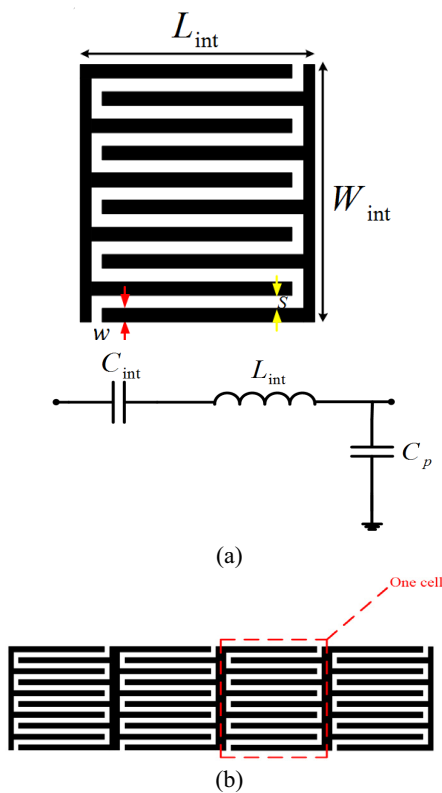 L_int
W_int
S
w
C_int
L_int
C_p
(a)
One cell
(b)